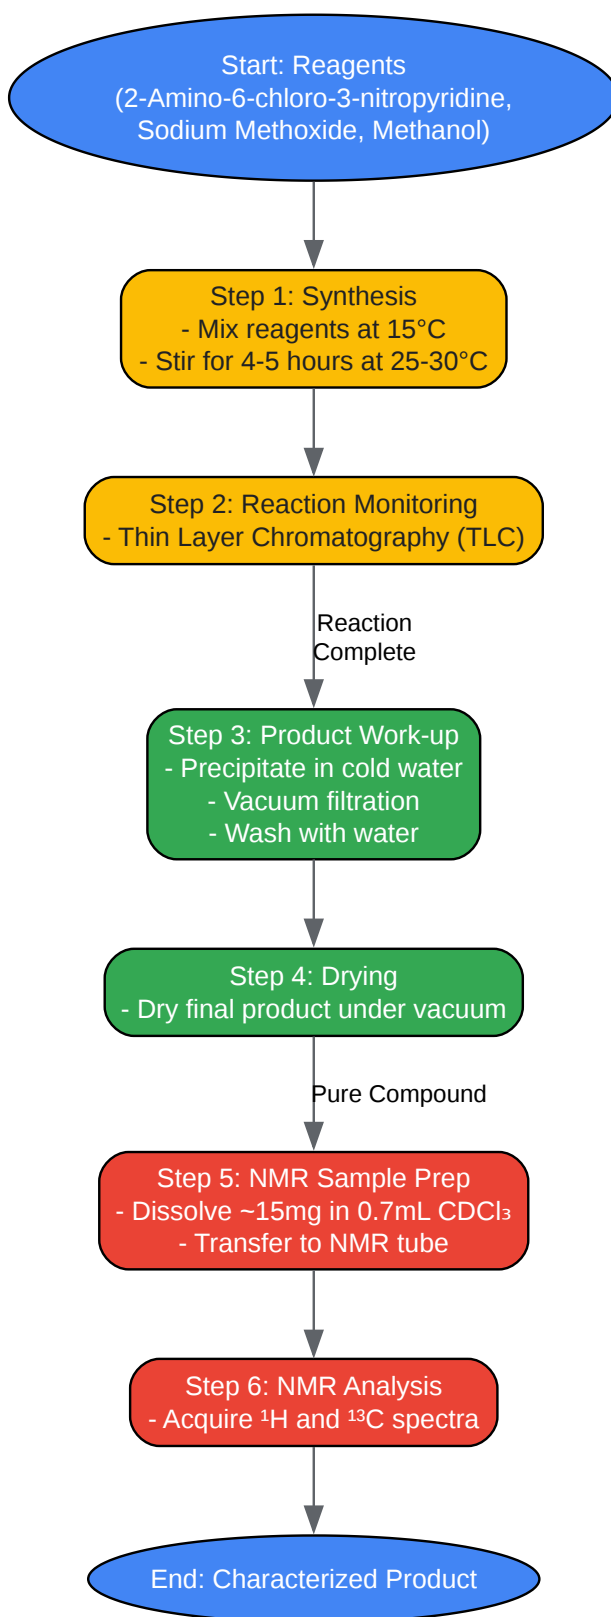 Start: Reagents
(2-Amino-6-chloro-3-nitropyridine,
Sodium Methoxide, Methanol)
Step 1: Synthesis
- Mix reagents at 15°C
- Stir for 4-5 hours at 25-30°C
Step 2: Reaction Monitoring
- Thin Layer Chromatography (TLC)
Reaction
Complete
Step 3: Product Work-up
- Precipitate in cold water
- Vacuum filtration
- Wash with water
Step 4: Drying
- Dry final product under vacuum
Pure Compound
Step 5: NMR Sample Prep
- Dissolve ~15mg in 0.7mL CDCl₃
- Transfer to NMR tube
Step 6: NMR Analysis
- Acquire ¹H and ¹³C spectra
End: Characterized Product